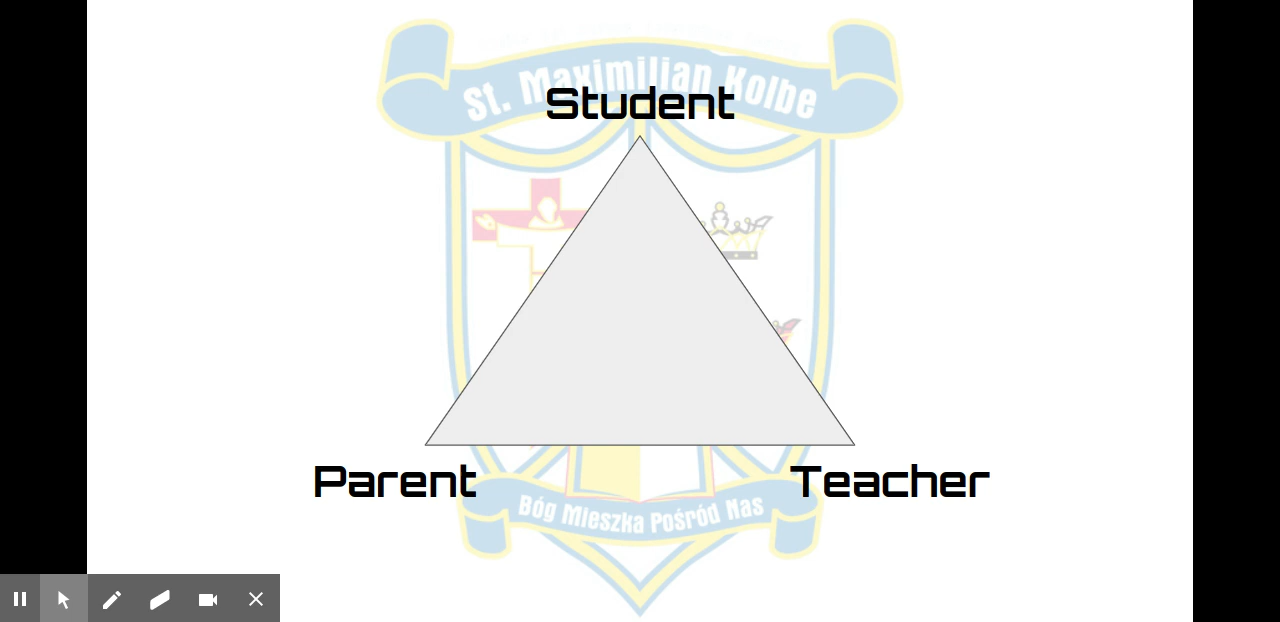 St. Maximilian Kolbe
Student
Parent
Teacher
Bóg Mieszka Pośród Nas